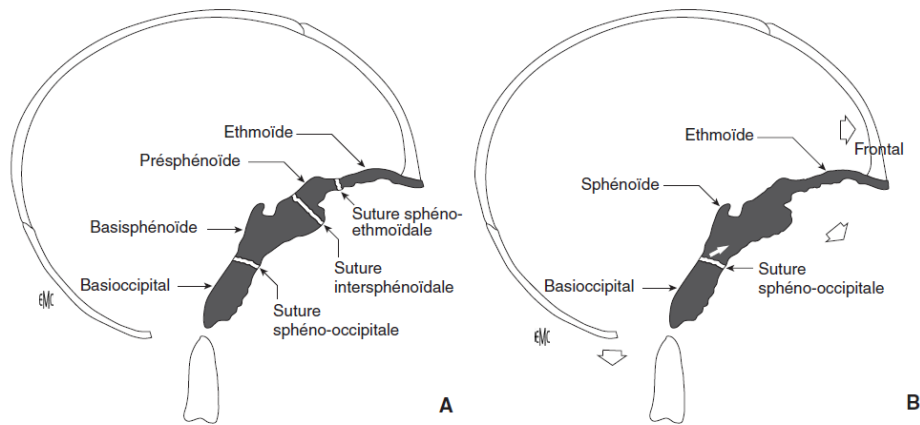 Ethmoïde
Présphénoïde
Basisphénoïde
Basioccipital
Suture sphéno-
ethmoïdale
Suture
intersphénoïdale
Suture
sphéno-occipitale
EMC
A
Ethmoïde
Frontal
Sphénoïde
Basioccipital
Suture
sphéno-occipitale
EMC
B